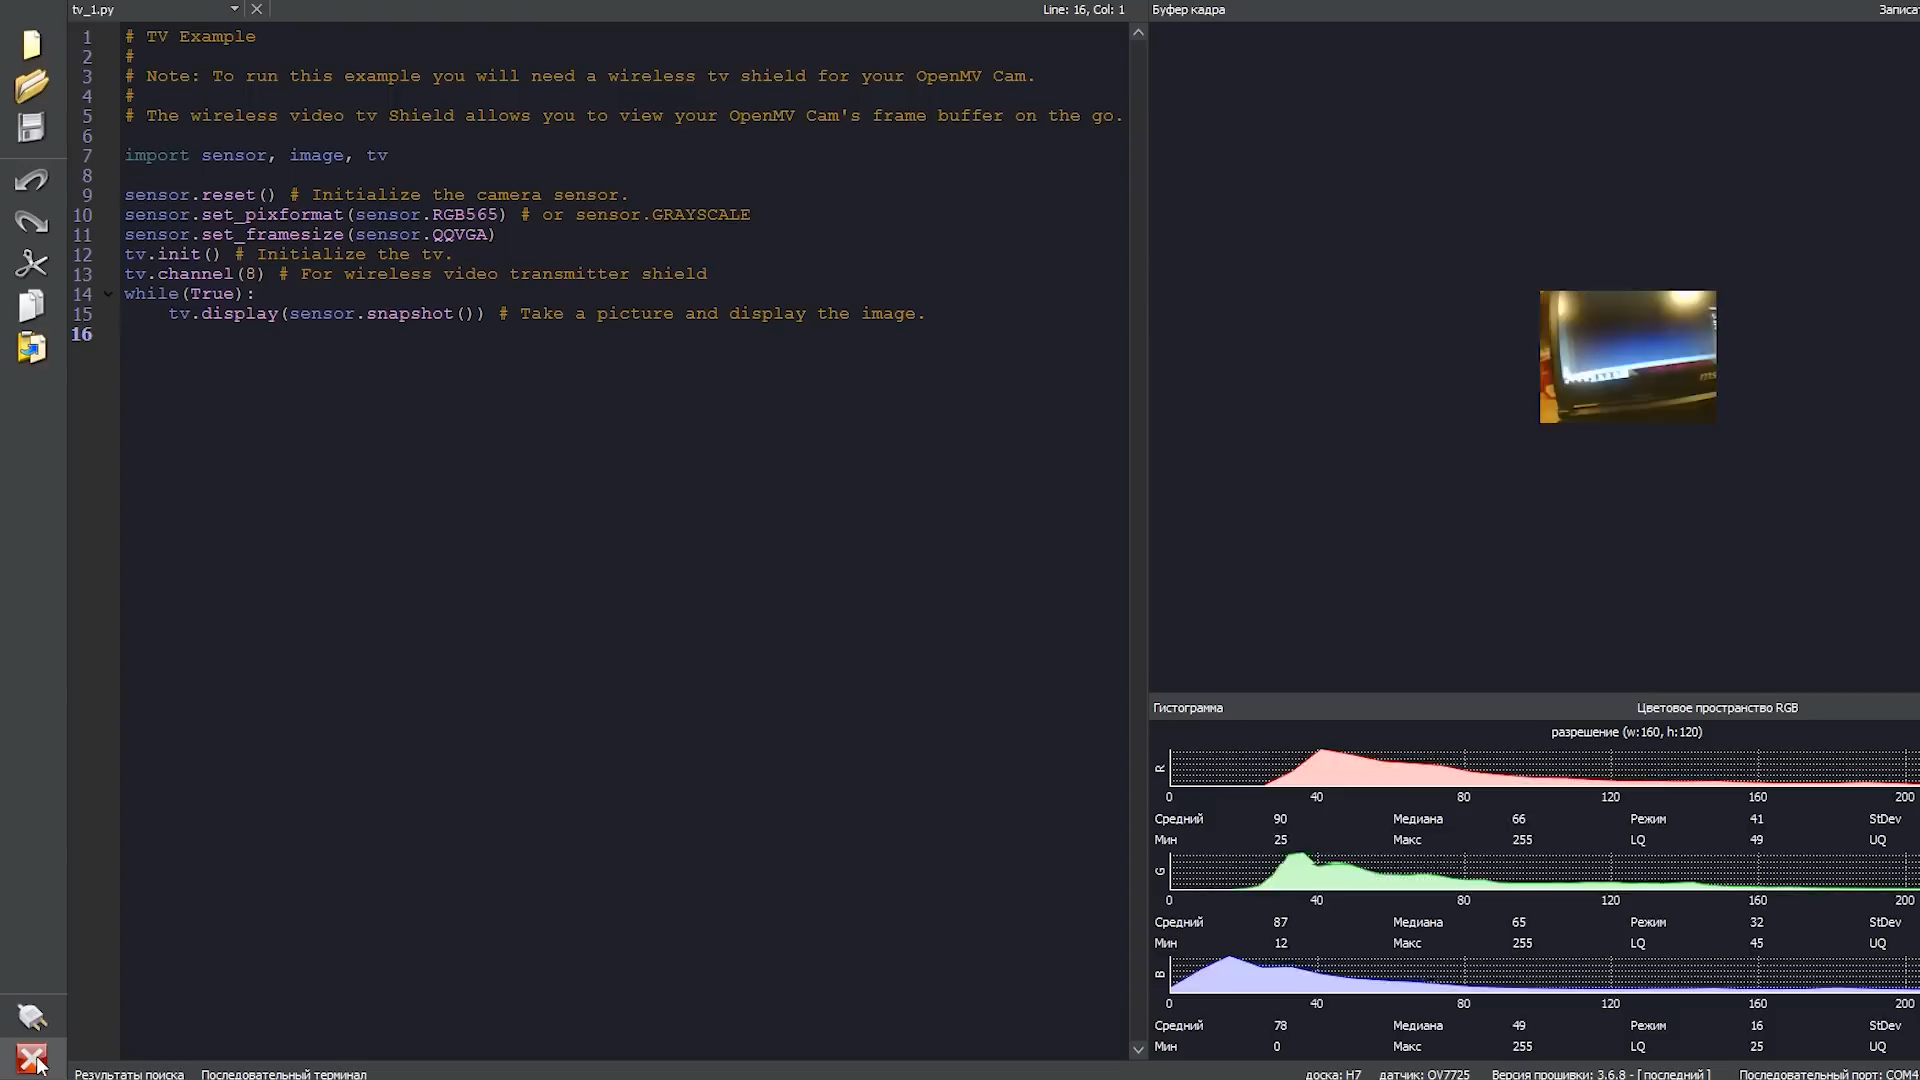 tv_1.py
Line: 16, Col: 1
Буфер кадра
Записат
1 # TV Example
2 #
3 # Note: To run this example you will need a wireless tv shield for your OpenMV Cam.
4 #
5 # The wireless video tv Shield allows you to view your OpenMV Cam's frame buffer on the go.
6
7 import sensor, image, tv
8
9 sensor.reset() # Initialize the camera sensor.
10 sensor.set_pixformat(sensor.RGB565) # or sensor.GRAYSCALE
11 sensor.set_framesize(sensor.QQVGA)
12 tv.init() # Initialize the tv.
13 tv.channel(8) # For wireless video transmitter shield
14 while(True):
15 tv.display(sensor.snapshot()) # Take a picture and display the image.
16
msi
Гистограмма Цветовое пространство RGB
разрешение (w:160, h:120)
R
0 40 80 120 160 200
Средний 90 Медиана 66 Режим 41 StDev
Мин 25 Макс 255 LQ 49 UQ
G
0 40 80 120 160 200
Средний 87 Медиана 65 Режим 32 StDev
Мин 12 Макс 255 LQ 45 UQ
B
0 40 80 120 160 200
Средний 78 Медиана 49 Режим 16 StDev
Мин 0 Макс 255 LQ 25 UQ
Результаты поиска Последовательный терминал
доска: H7 датчик: OV7725 Версия прошивки: 3.6.8 - [ последний ] Последовательный порт: COM4